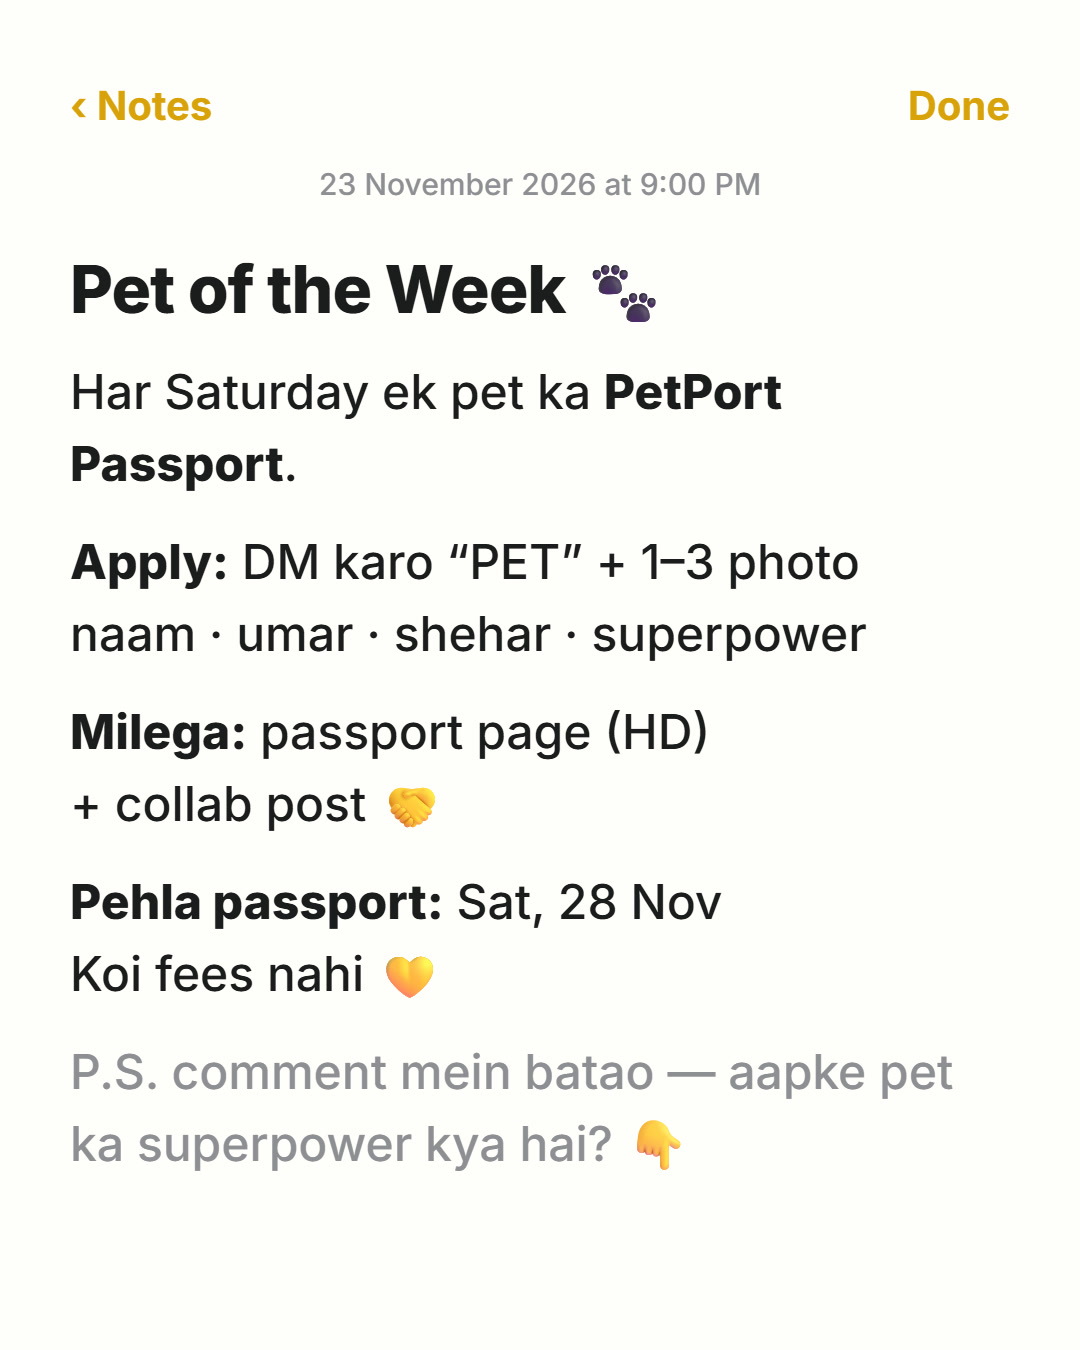 ‹ Notes
Done
23 November 2026 at 9:00 PM
Pet of the Week 🐾
Har Saturday ek pet ka PetPort
Passport.
Apply: DM karo “PET” + 1–3 photo
naam · umar · shehar · superpower
Milega: passport page (HD)
+ collab post 🤝
Pehla passport: Sat, 28 Nov
Koi fees nahi 💛
P.S. comment mein batao — aapke pet
ka superpower kya hai? 👇